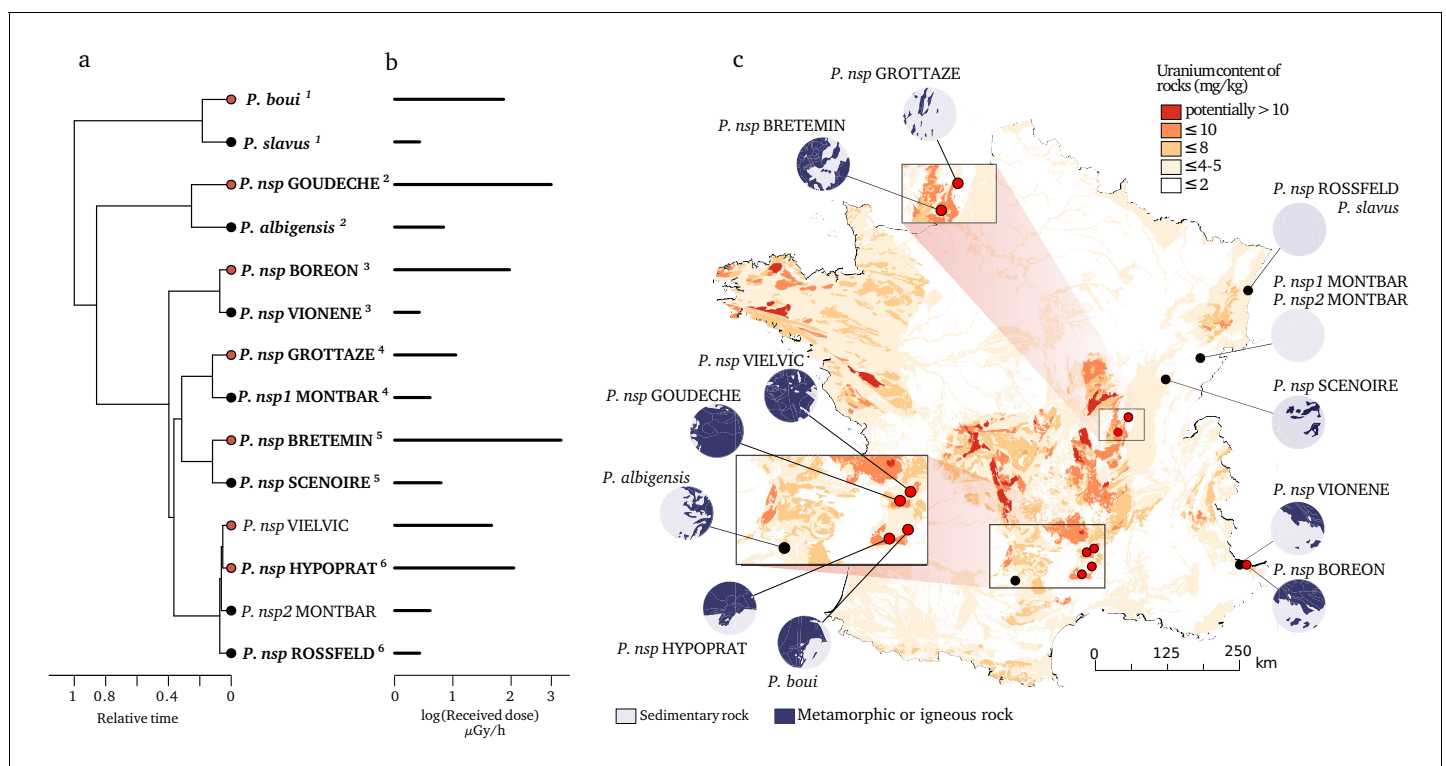 a
b
c
P. boui 1
P. slavus 1
P. nsp GOUDECHE 2
P. albigensis 2
P. nsp BOREON 3
P. nsp VIONENE 3
P. nsp GROTTAZE 4
P. nsp1 MONTBAR 4
P. nsp BRETEMIN 5
P. nsp SCENOIRE 5
P. nsp VIELVIC
P. nsp HYPOPRAT 6
P. nsp2 MONTBAR
P. nsp ROSSFELD 6
1 0.8 0.4 0
Relative time
0 1 2 3
log(Received dose)
μGy/h
P. nsp GROTTAZE
P. nsp BRETEMIN
Uranium content of
rocks (mg/kg)
potentially > 10
≤ 10
≤ 8
≤ 4-5
≤ 2
P. nsp ROSSFELD
P. slavus
P. nsp1 MONTBAR
P. nsp2 MONTBAR
P. nsp SCENOIRE
P. nsp VIONENE
P. nsp BOREON
P. nsp VIELVIC
P. nsp GOUDECHE
P. albigensis
P. nsp HYPOPRAT
P. boui
0 125 250 km
Sedimentary rock
Metamorphic or igneous rock